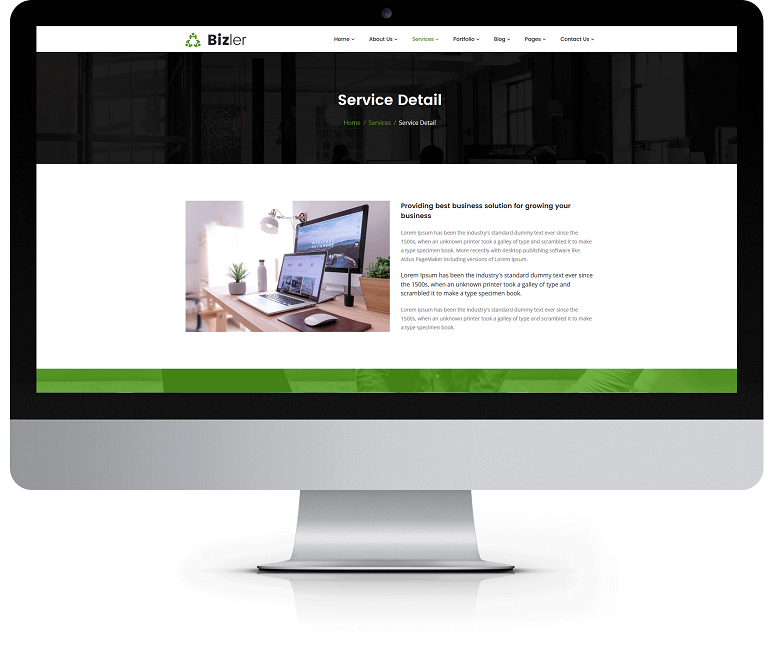 Bizler
Home About Us Services Portfolio Blog Pages Contact Us
Service Detail
Home / Services / Service Detail
Providing best business solution for growing your
business
Lorem Ipsum has been the industry's standard dummy text ever since the
1500s, when an unknown printer took a galley of type and scrambled it to make
a type specimen book. More recently with desktop publishing software like
Aldus PageMaker including versions of Lorem Ipsum.
Lorem Ipsum has been the industry's standard dummy text ever since
the 1500s, when an unknown printer took a galley of type and
scrambled it to make a type specimen book.
Lorem Ipsum has been the industry's standard dummy text ever since the
1500s, when an unknown printer took a galley of type and scrambled it to make
a type specimen book.